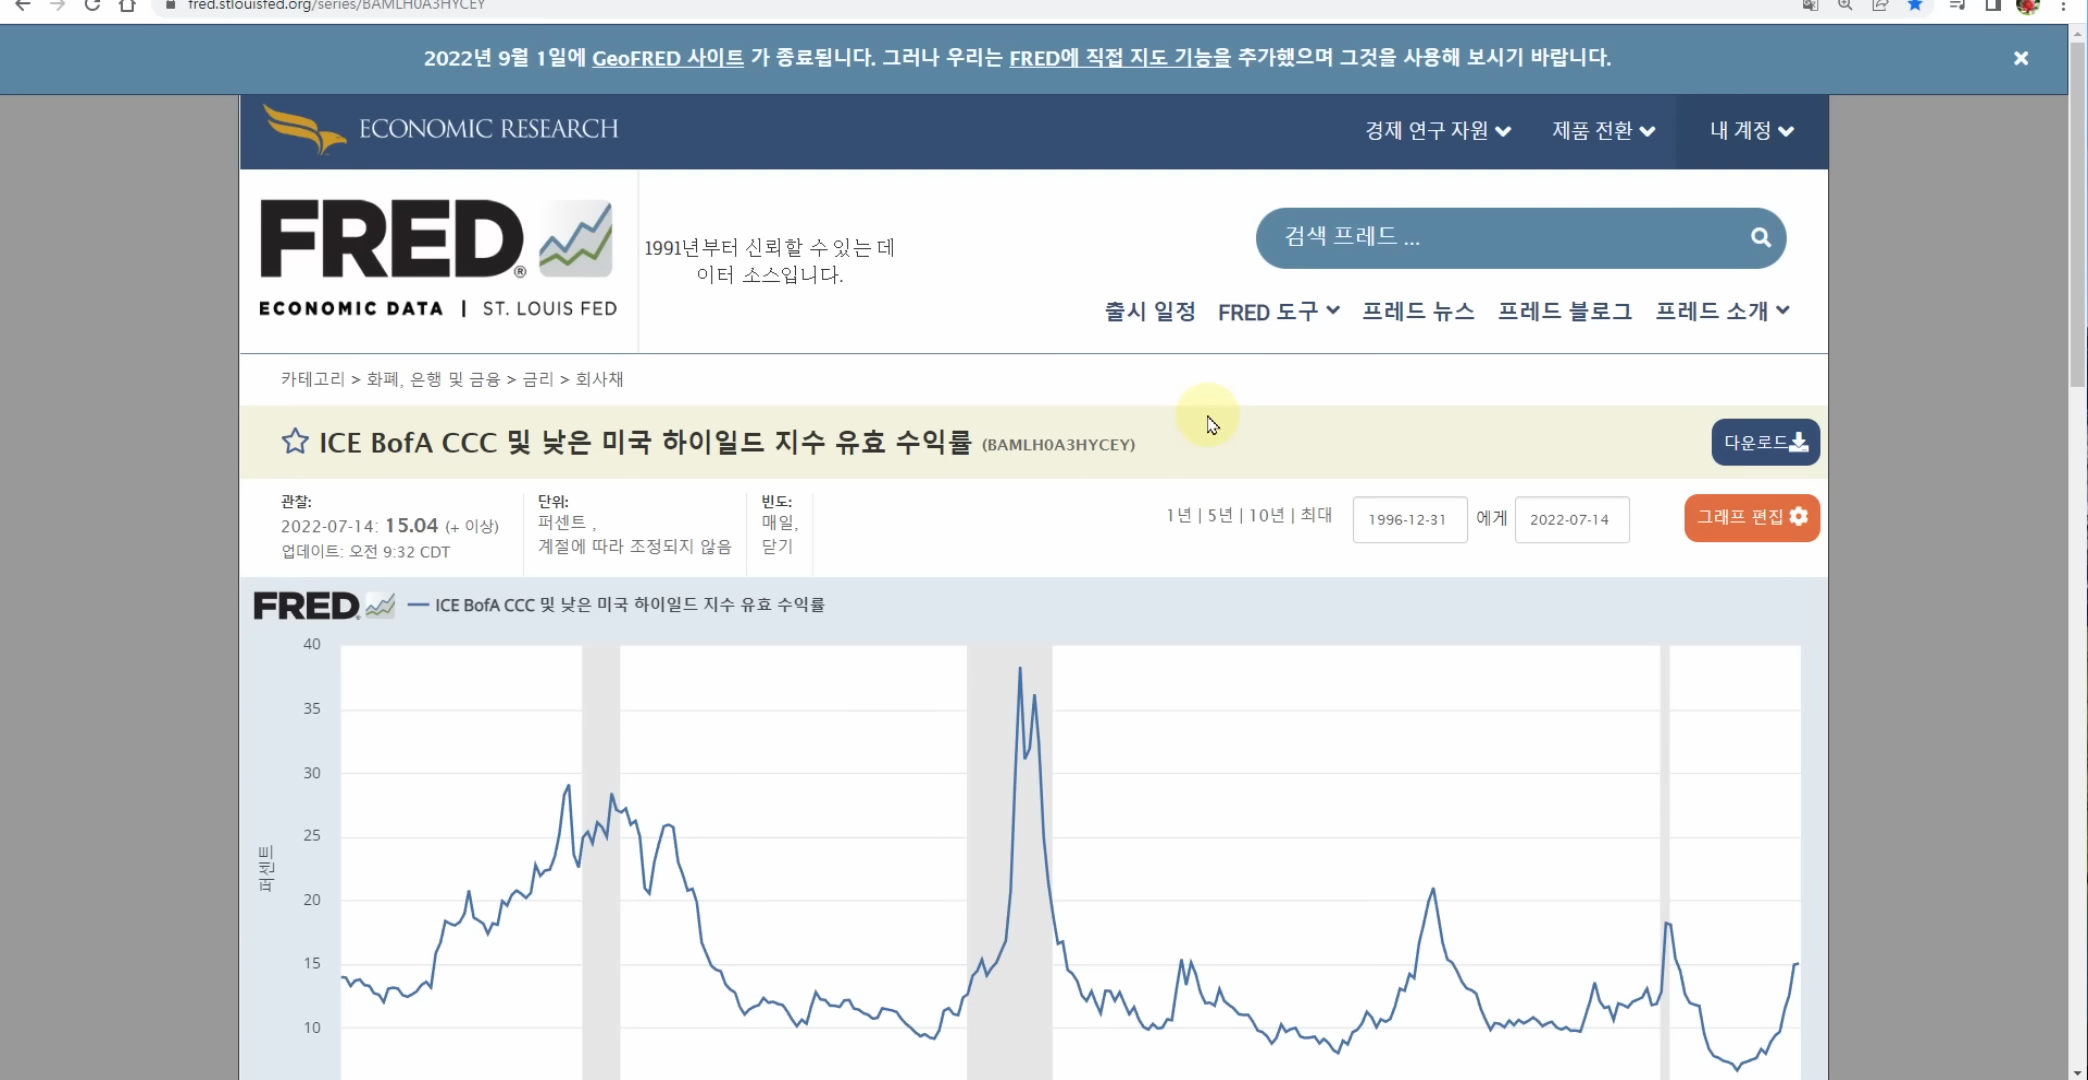 fred.stlouisfed.org/series/BAMLH0A3HYCEY
2022년 9월 1일에 GeoFRED 사이트 가 종료됩니다. 그러나 우리는 FRED에 직접 지도 기능을 추가했으며 그것을 사용해 보시기 바랍니다.
ECONOMIC RESEARCH
경제 연구 자원
제품 전환
내 계정
FRED®
ECONOMIC DATA | ST. LOUIS FED
1991년부터 신뢰할 수 있는 데
이터 소스입니다.
검색 프레드 ...
출시 일정 FRED 도구 프레드 뉴스 프레드 블로그 프레드 소개
카테고리 > 화폐, 은행 및 금융 > 금리 > 회사채
ICE BofA CCC 및 낮은 미국 하이일드 지수 유효 수익률 (BAMLH0A3HYCEY)
다운로드
관찰:
2022-07-14: 15.04 (+ 이상)
업데이트: 오전 9:32 CDT
단위:
퍼센트 ,
계절에 따라 조정되지 않음
빈도:
매일,
닫기
1년 | 5년 | 10년 | 최대
1996-12-31 에게 2022-07-14
그래프 편집
FRED ICE BofA CCC 및 낮은 미국 하이일드 지수 유효 수익률
40
35
30
25
20
15
10
퍼센트